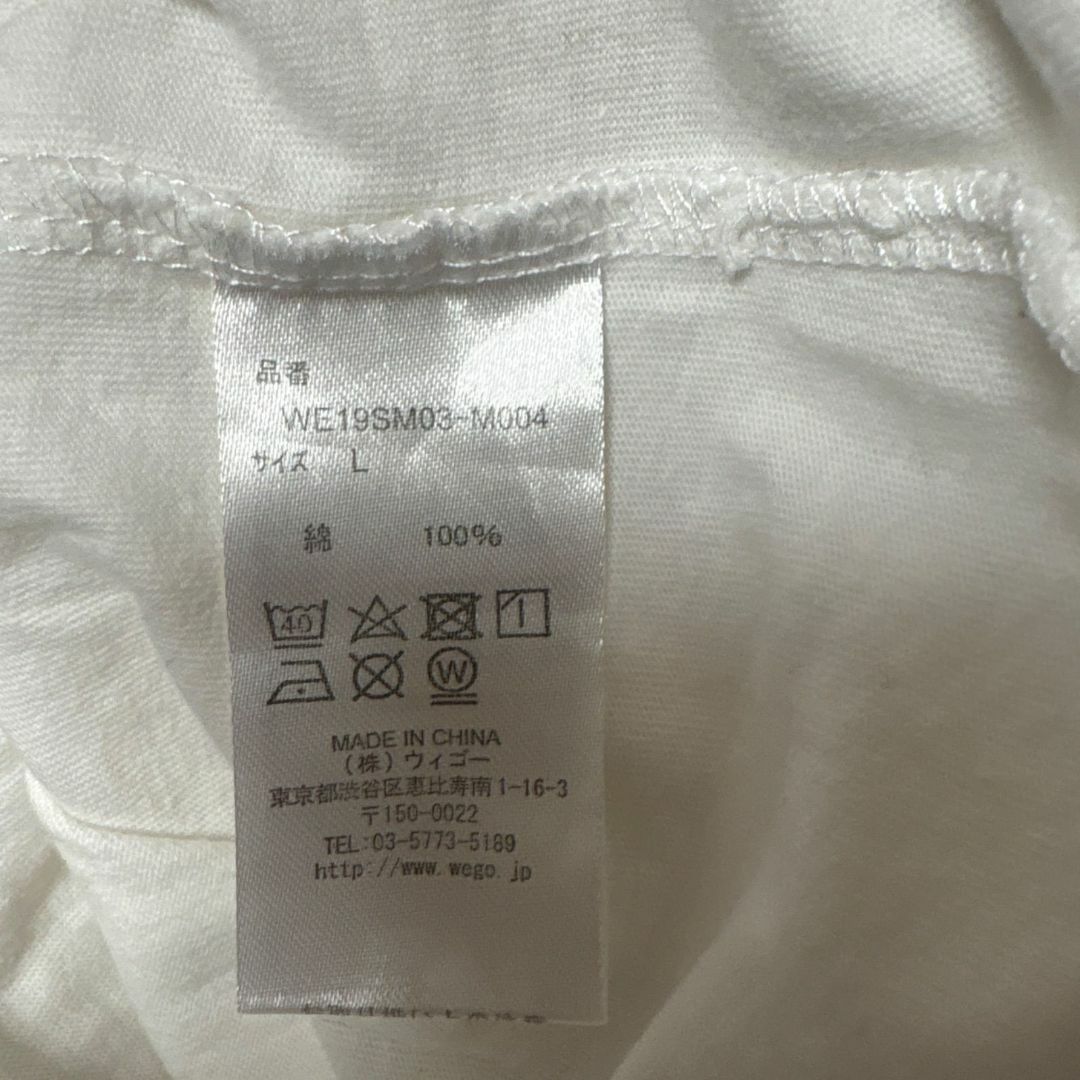 品番
WE19SM03-M004
サイズ L
綿 100%
40
W
MADE IN CHINA
(株)ウィゴー
東京都渋谷区恵比寿南1-16-3
〒150-0022
TEL:03-5773-5189
http://www.wego.jp